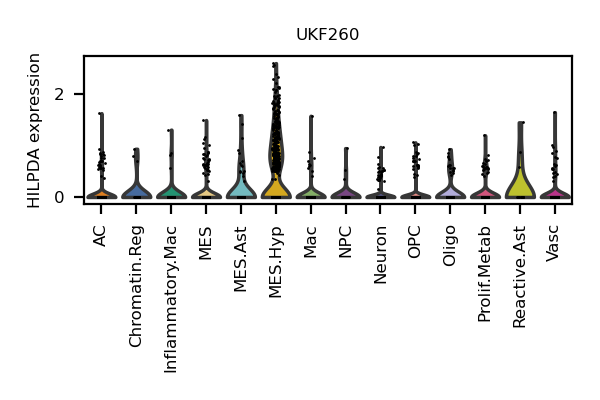 UKF260
HILPDA expression
2
0
AC
Chromatin.Reg
Inflammatory.Mac
MES
MES.Ast
MES.Hyp
Mac
NPC
Neuron
OPC
Oligo
Prolif.Metab
Reactive.Ast
Vasc